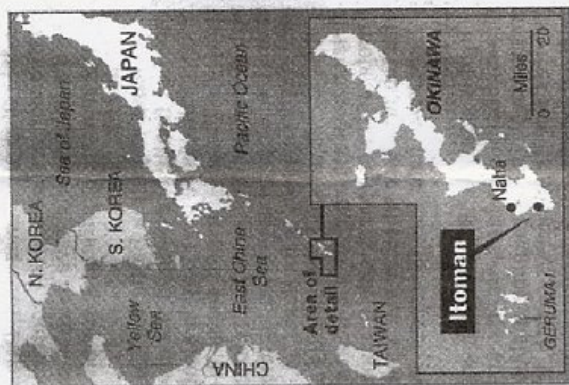 N. KOREA
Sea of Japan
JAPAN
S. KOREA
Yellow
Sea
Pacific Ocean
East China
Sea
CHINA
Area of
detail
TAIWAN
OKINAWA
Itoman
Naha
Miles
0 20
GERUMA I.